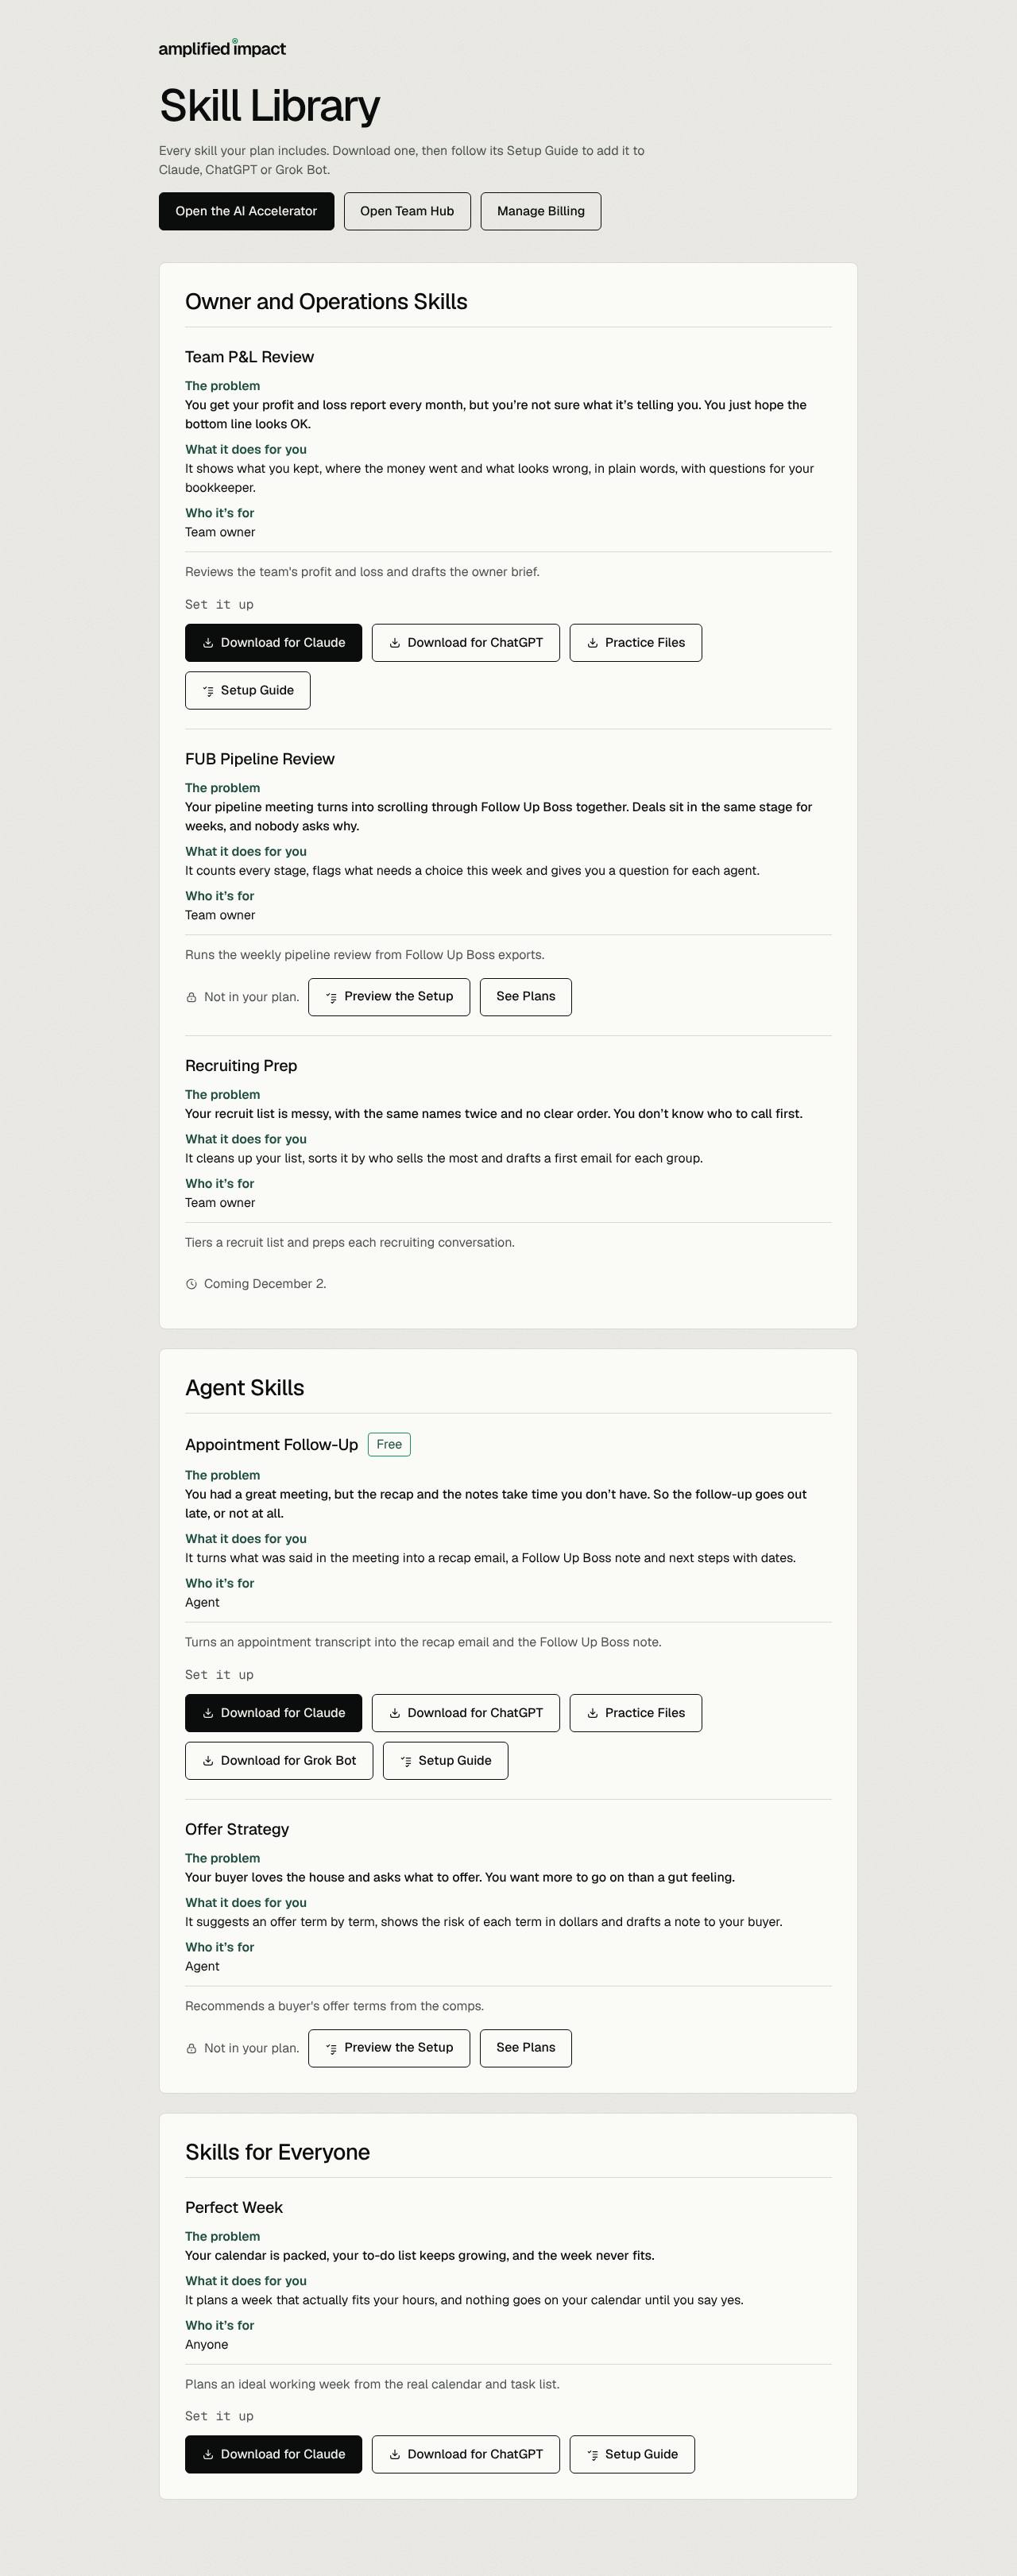 amplified impact
Skill Library
Every skill your plan includes. Download one, then follow its Setup Guide to add it to
Claude, ChatGPT or Grok Bot.
Open the AI Accelerator
Open Team Hub
Manage Billing
Owner and Operations Skills
Team P&L Review
The problem
You get your profit and loss report every month, but you’re not sure what it’s telling you. You just hope the
bottom line looks OK.
What it does for you
It shows what you kept, where the money went and what looks wrong, in plain words, with questions for your
bookkeeper.
Who it’s for
Team owner
Reviews the team's profit and loss and drafts the owner brief.
Set it up
Download for Claude
Download for ChatGPT
Practice Files
Setup Guide
FUB Pipeline Review
The problem
Your pipeline meeting turns into scrolling through Follow Up Boss together. Deals sit in the same stage for
weeks, and nobody asks why.
What it does for you
It counts every stage, flags what needs a choice this week and gives you a question for each agent.
Who it’s for
Team owner
Runs the weekly pipeline review from Follow Up Boss exports.
Not in your plan.
Preview the Setup
See Plans
Recruiting Prep
The problem
Your recruit list is messy, with the same names twice and no clear order. You don’t know who to call first.
What it does for you
It cleans up your list, sorts it by who sells the most and drafts a first email for each group.
Who it’s for
Team owner
Tiers a recruit list and preps each recruiting conversation.
Coming December 2.
Agent Skills
Appointment Follow-Up
Free
The problem
You had a great meeting, but the recap and the notes take time you don’t have. So the follow-up goes out
late, or not at all.
What it does for you
It turns what was said in the meeting into a recap email, a Follow Up Boss note and next steps with dates.
Who it’s for
Agent
Turns an appointment transcript into the recap email and the Follow Up Boss note.
Set it up
Download for Claude
Download for ChatGPT
Practice Files
Download for Grok Bot
Setup Guide
Offer Strategy
The problem
Your buyer loves the house and asks what to offer. You want more to go on than a gut feeling.
What it does for you
It suggests an offer term by term, shows the risk of each term in dollars and drafts a note to your buyer.
Who it’s for
Agent
Recommends a buyer's offer terms from the comps.
Not in your plan.
Preview the Setup
See Plans
Skills for Everyone
Perfect Week
The problem
Your calendar is packed, your to-do list keeps growing, and the week never fits.
What it does for you
It plans a week that actually fits your hours, and nothing goes on your calendar until you say yes.
Who it’s for
Anyone
Plans an ideal working week from the real calendar and task list.
Set it up
Download for Claude
Download for ChatGPT
Setup Guide